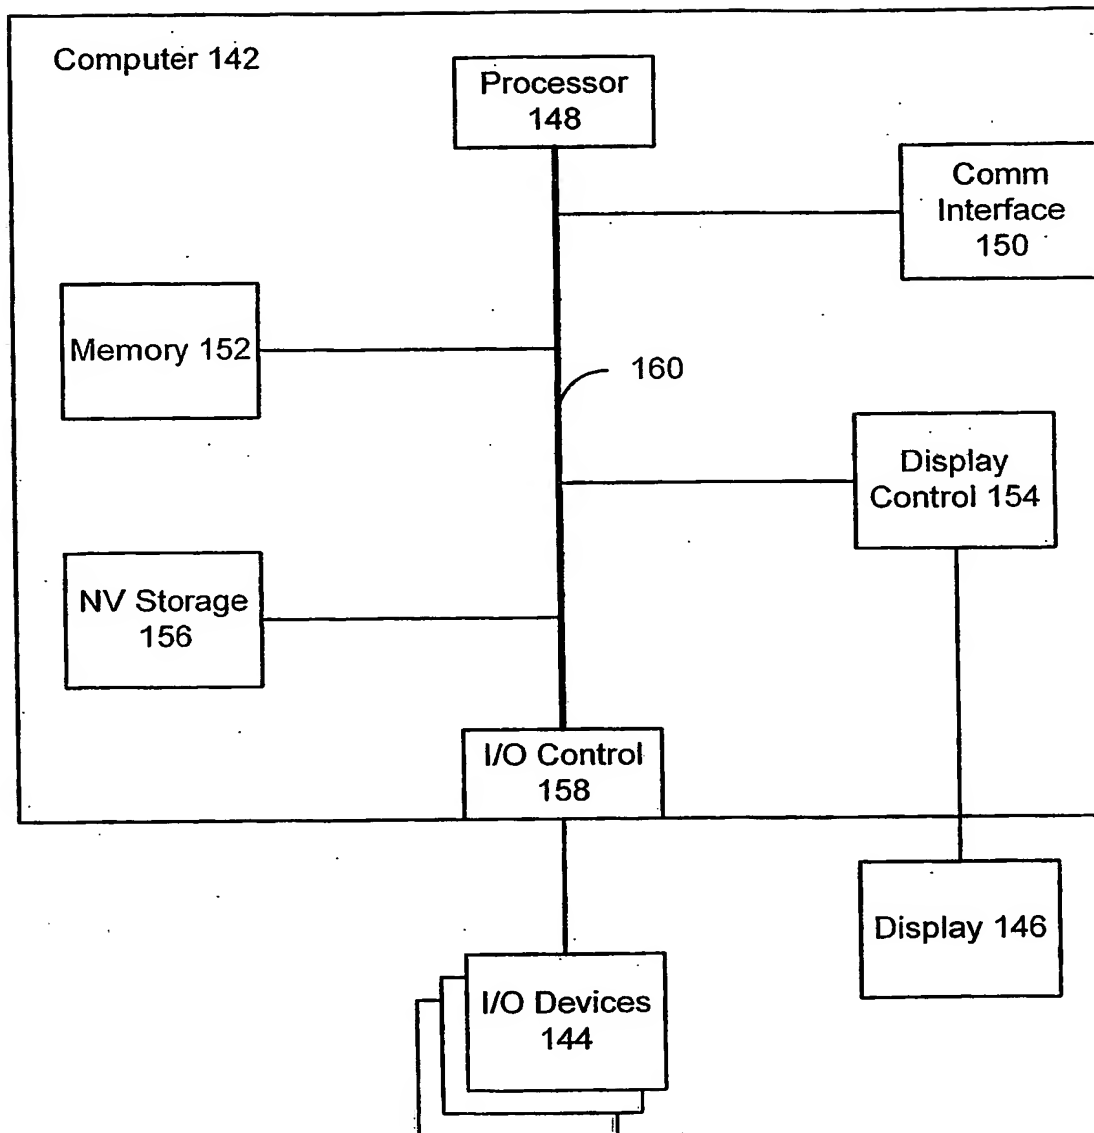 Computer 142
Processor
148
Comm
Interface
150
Memory 152
160
Display
Control 154
NV Storage
156
I/O Control
158
Display 146
I/O Devices
144